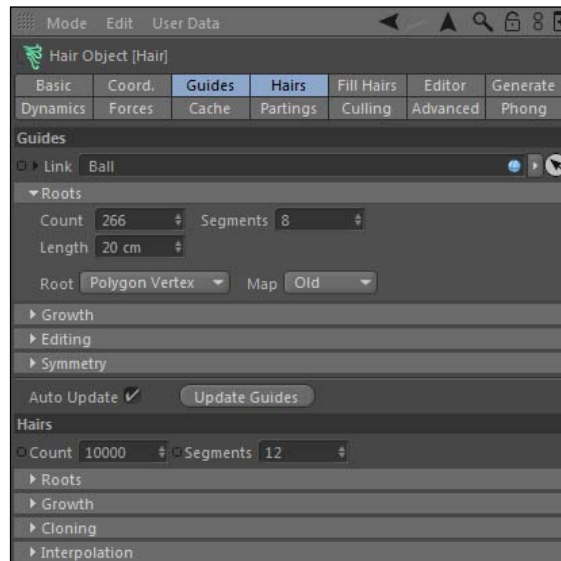 Mode Edit User Data
Hair Object [Hair]
Basic Coord. Guides Hairs Fill Hairs Editor Generate
Dynamics Forces Cache Partings Culling Advanced Phong
Guides
Link Ball
Roots
Count 266 Segments 8
Length 20 cm
Root Polygon Vertex Map Old
Growth
Editing
Symmetry
Auto Update Update Guides
Hairs
Count 10000 Segments 12
Roots
Growth
Cloning
Interpolation